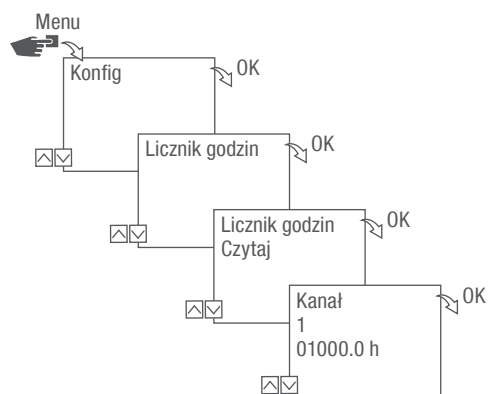 Menu
Konfig
OK
Licznik godzin
OK
Licznik godzin
Czytaj
OK
Kanał
1
01000.0 h
OK